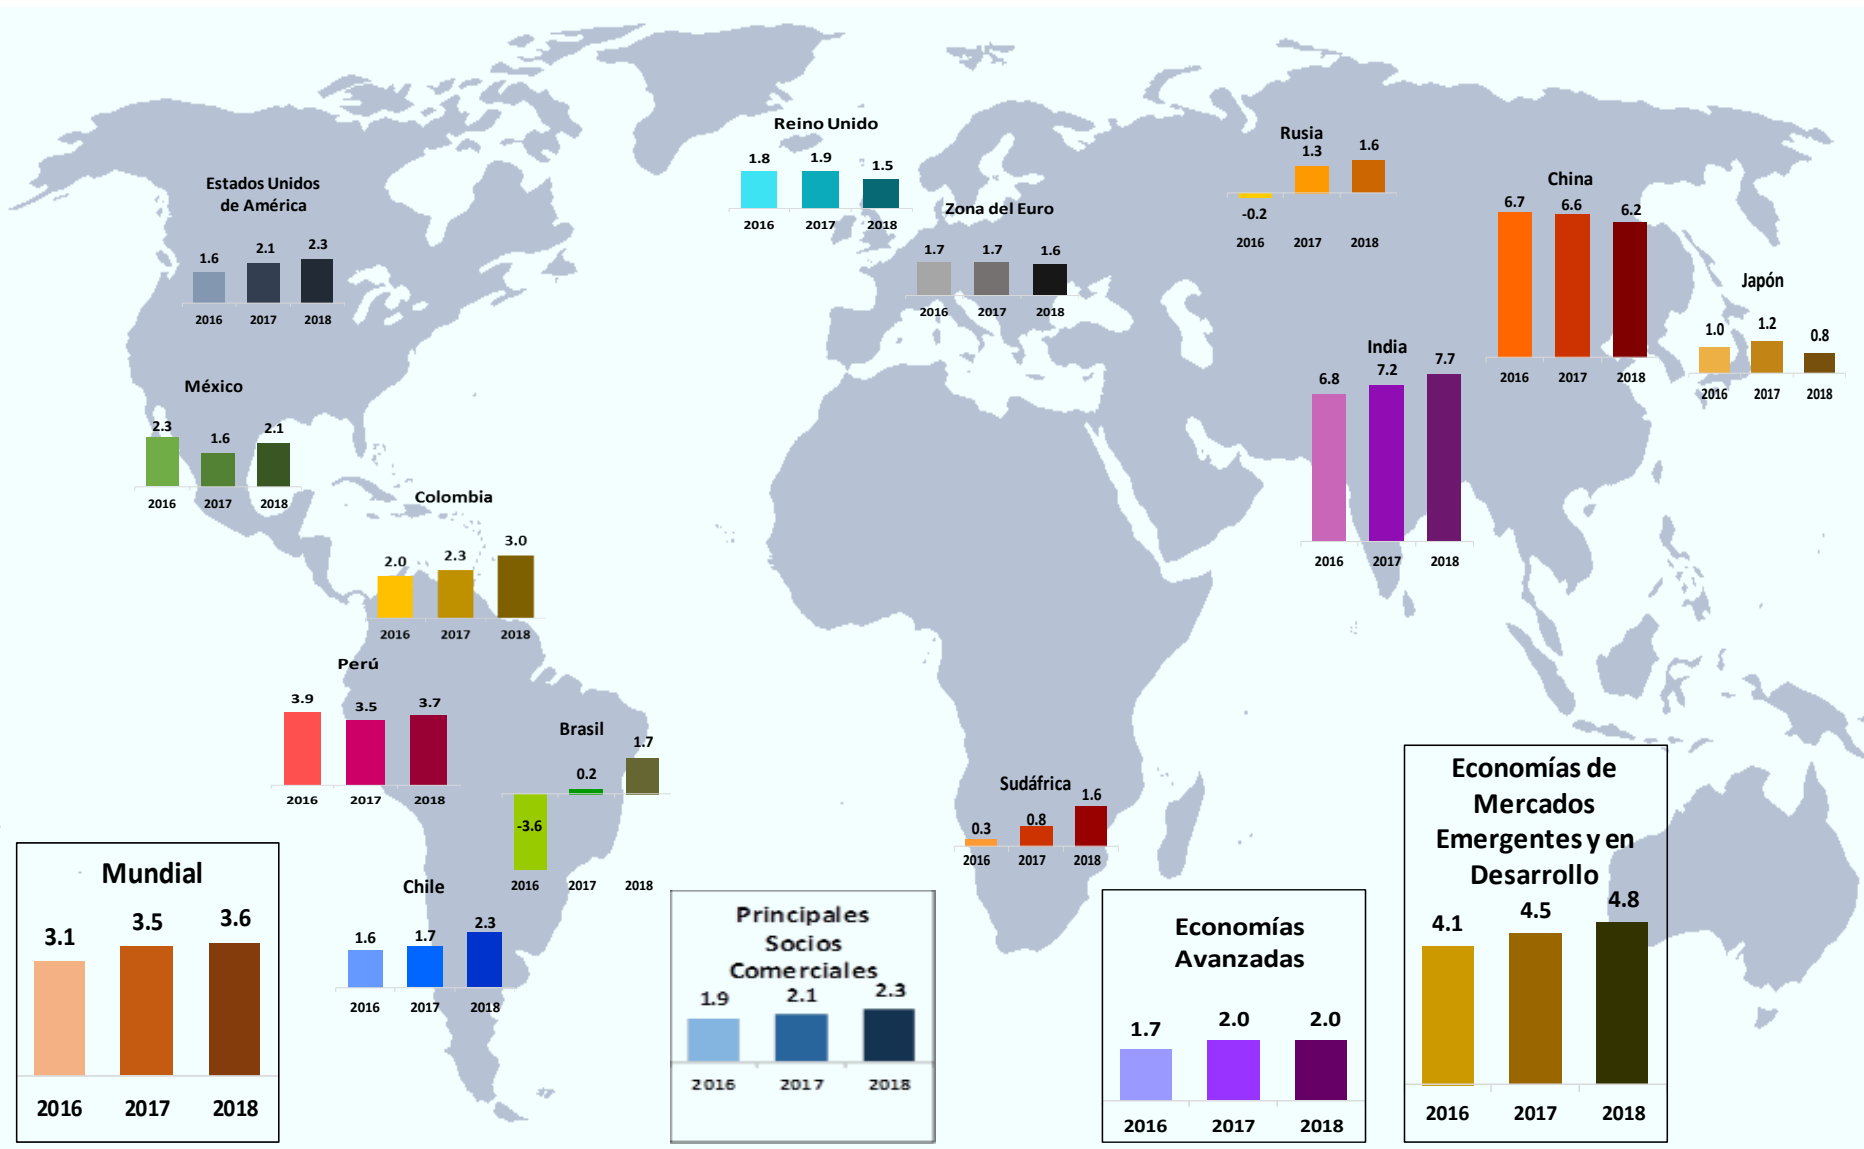 Estados Unidos
de América
1.6 2.1 2.3
2016 2017 2018
México
2.3 1.6 2.1
2016 2017 2018
Colombia
2.0 2.3 3.0
2016 2017 2018
Perú
3.9 3.5 3.7
2016 2017 2018
Brasil
-3.6 0.2 1.7
2016 2017 2018
Chile
1.6 1.7 2.3
2016 2017 2018
Reino Unido
1.8 1.9 1.5
2016 2017 2018
Zona del Euro
1.7 1.7 1.6
2016 2017 2018
Rusia
-0.2 1.3 1.6
2016 2017 2018
China
6.7 6.6 6.2
2016 2017 2018
Japón
1.0 1.2 0.8
2016 2017 2018
India
6.8 7.2 7.7
2016 2017 2018
Sudáfrica
0.3 0.8 1.6
2016 2017 2018
Mundial
3.1 3.5 3.6
2016 2017 2018
Principales
Socios
Comerciales
1.9 2.1 2.3
2016 2017 2018
Economías
Avanzadas
1.7 2.0 2.0
2016 2017 2018
Economías de
Mercados
Emergentes y en
Desarrollo
4.1 4.5 4.8
2016 2017 2018